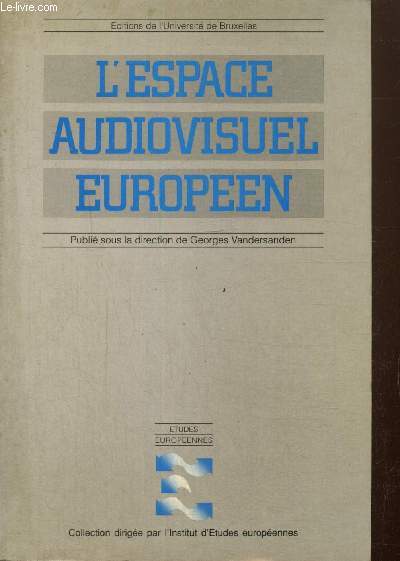 Le-livre.com
Editions de l'Université de Bruxelles
L'ESPACE
AUDIOVISUEL
EUROPEEN
Publié sous la direction de Georges Vandersanden
ETUDES
EUROPEENNES
Collection dirigée par l'Institut d'Etudes européennes